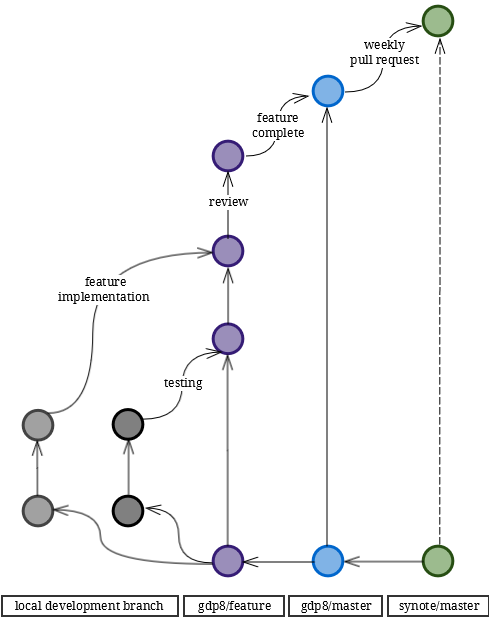 weekly
pull request
feature
complete
review
feature
implementation
testing
local development branch
gdp8/feature
gdp8/master
synote/master